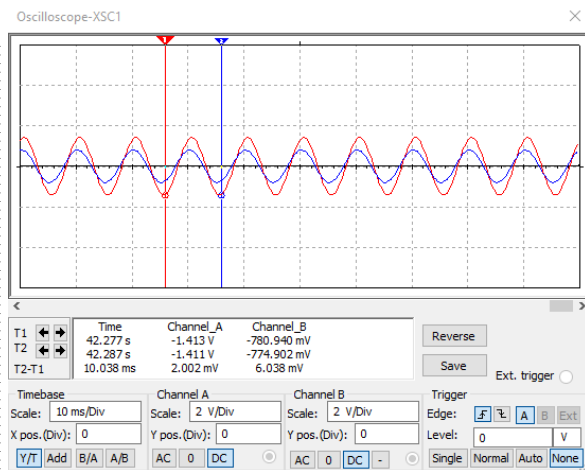 Oscilloscope-XSC1
1 2
Time Channel_A Channel_B
T1 42.277 s -1.413 V -780.940 mV
T2 42.287 s -1.411 V -774.902 mV
T2-T1 10.038 ms 2.002 mV 6.038 mV
Reverse
Save
Ext. trigger
Timebase
Scale: 10 ms/Div
X pos.(Div): 0
Y/T Add B/A A/B
Channel A
Scale: 2 V/Div
Y pos.(Div): 0
AC 0 DC
Channel B
Scale: 2 V/Div
Y pos.(Div): 0
AC 0 DC -
Trigger
Edge: A B Ext
Level: 0 V
Single Normal Auto None